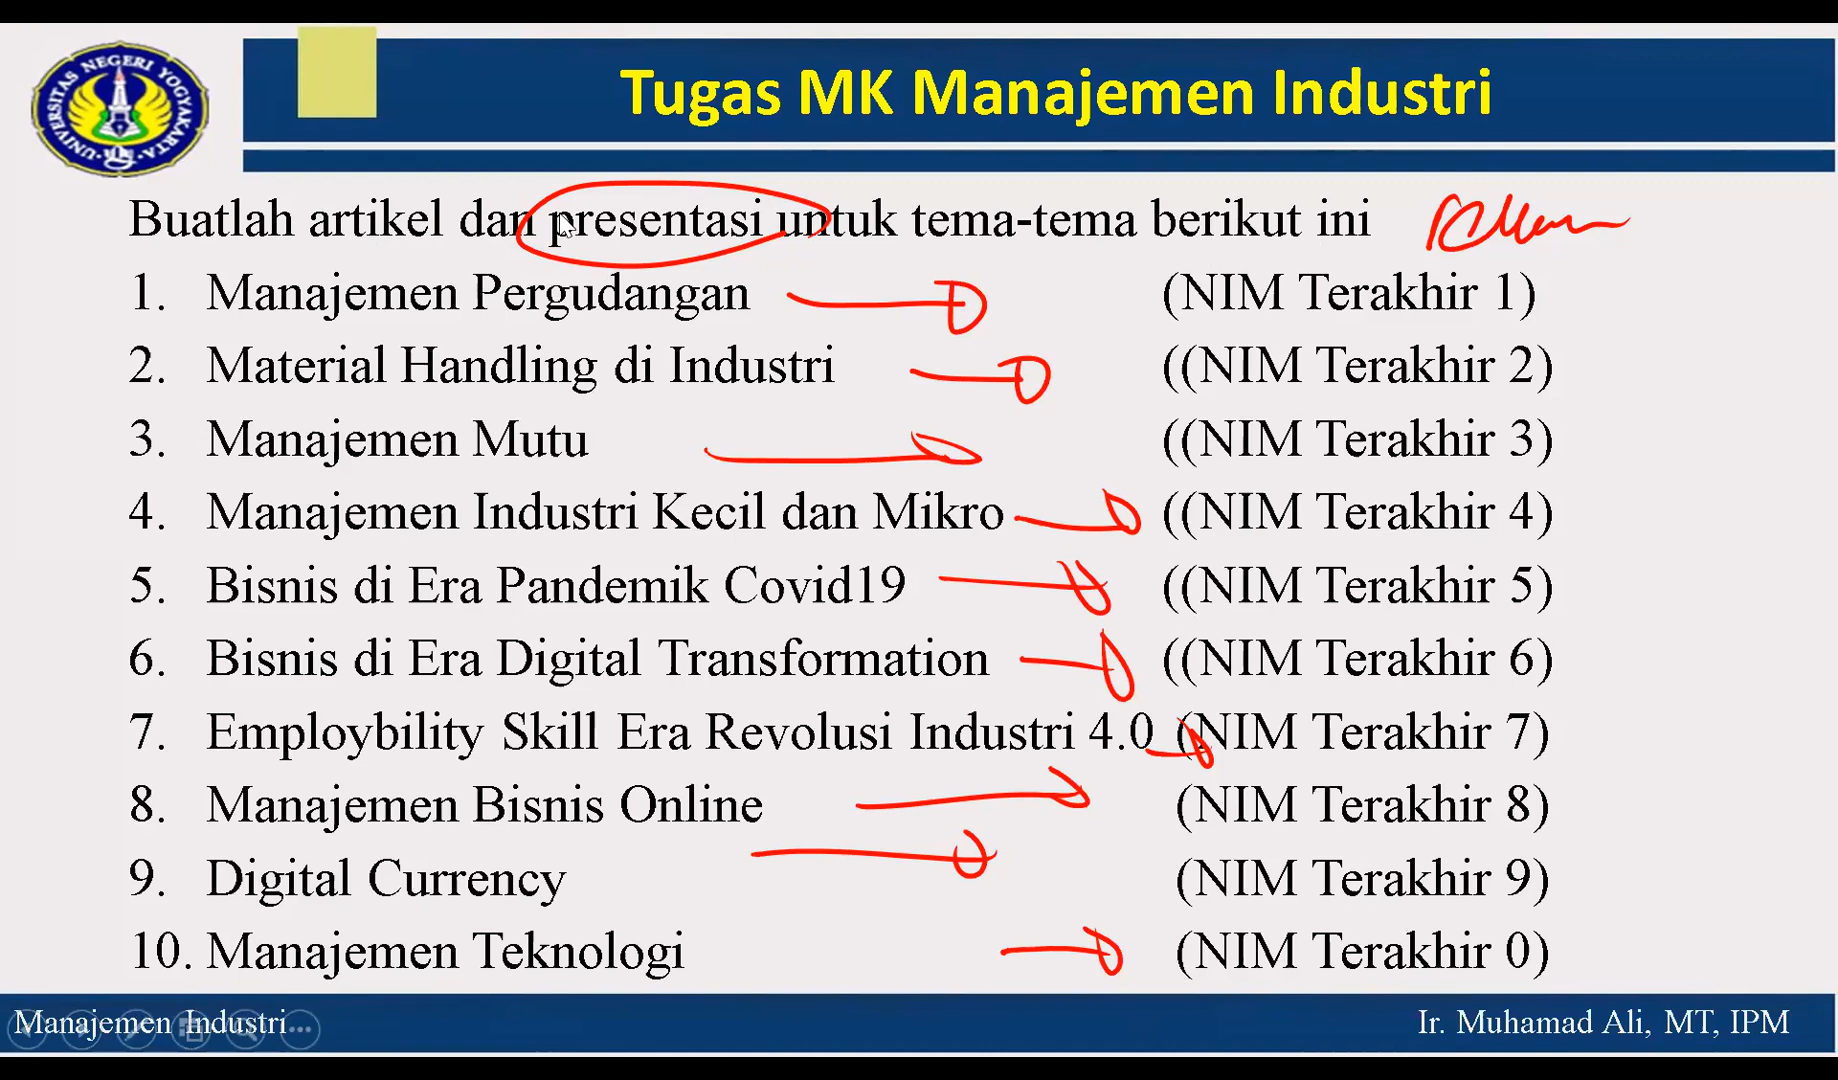 UNIVERSITAS NEGERI YOGYAKARTA
Tugas MK Manajemen Industri
Buatlah artikel dan presentasi untuk tema-tema berikut ini
1. Manajemen Pergudangan (NIM Terakhir 1)
2. Material Handling di Industri ((NIM Terakhir 2)
3. Manajemen Mutu ((NIM Terakhir 3)
4. Manajemen Industri Kecil dan Mikro ((NIM Terakhir 4)
5. Bisnis di Era Pandemik Covid19 ((NIM Terakhir 5)
6. Bisnis di Era Digital Transformation ((NIM Terakhir 6)
7. Employbility Skill Era Revolusi Industri 4.0 (NIM Terakhir 7)
8. Manajemen Bisnis Online (NIM Terakhir 8)
9. Digital Currency (NIM Terakhir 9)
10. Manajemen Teknologi (NIM Terakhir 0)
Manajemen Industri Ir. Muhamad Ali, MT, IPM